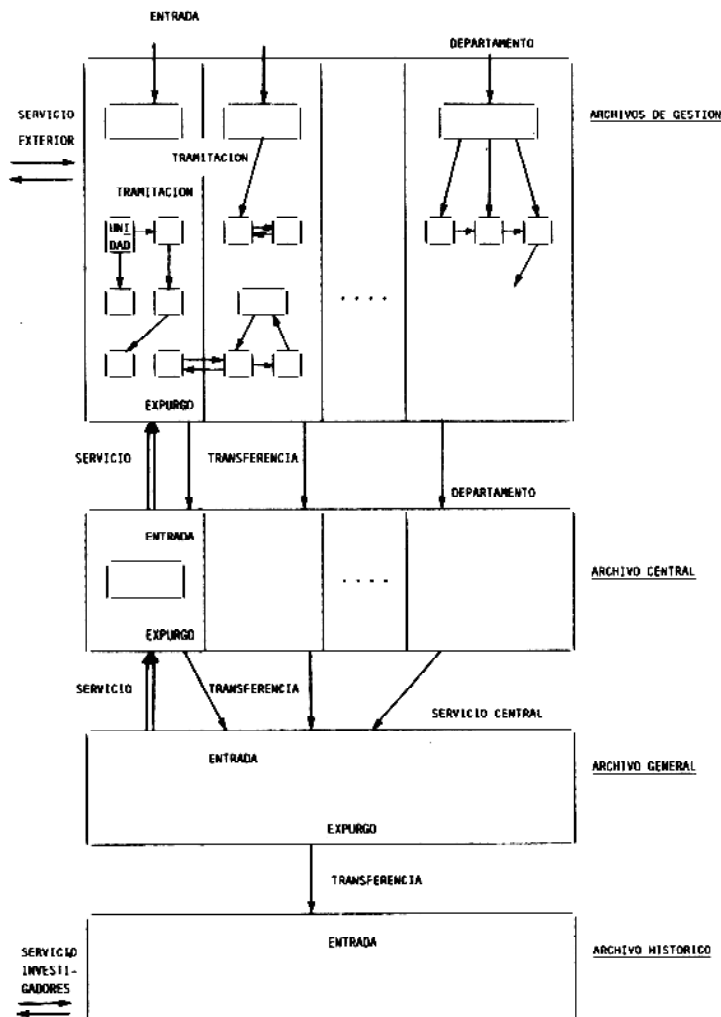 ENTRADA
DEPARTAMENTO
SERVICIO
EXTERIOR
ARCHIVOS DE GESTION
TRAMITACION
TRAMITACION
UNI
DAD
. . . .
EXPURGO
SERVICIO
TRANSFERENCIA
DEPARTAMENTO
ENTRADA
ARCHIVO CENTRAL
. . . .
EXPURGO
SERVICIO
TRANSFERENCIA
SERVICIO CENTRAL
ENTRADA
ARCHIVO GENERAL
EXPURGO
TRANSFERENCIA
ENTRADA
ARCHIVO HISTORICO
SERVICIO
INVESTI-
GADORES